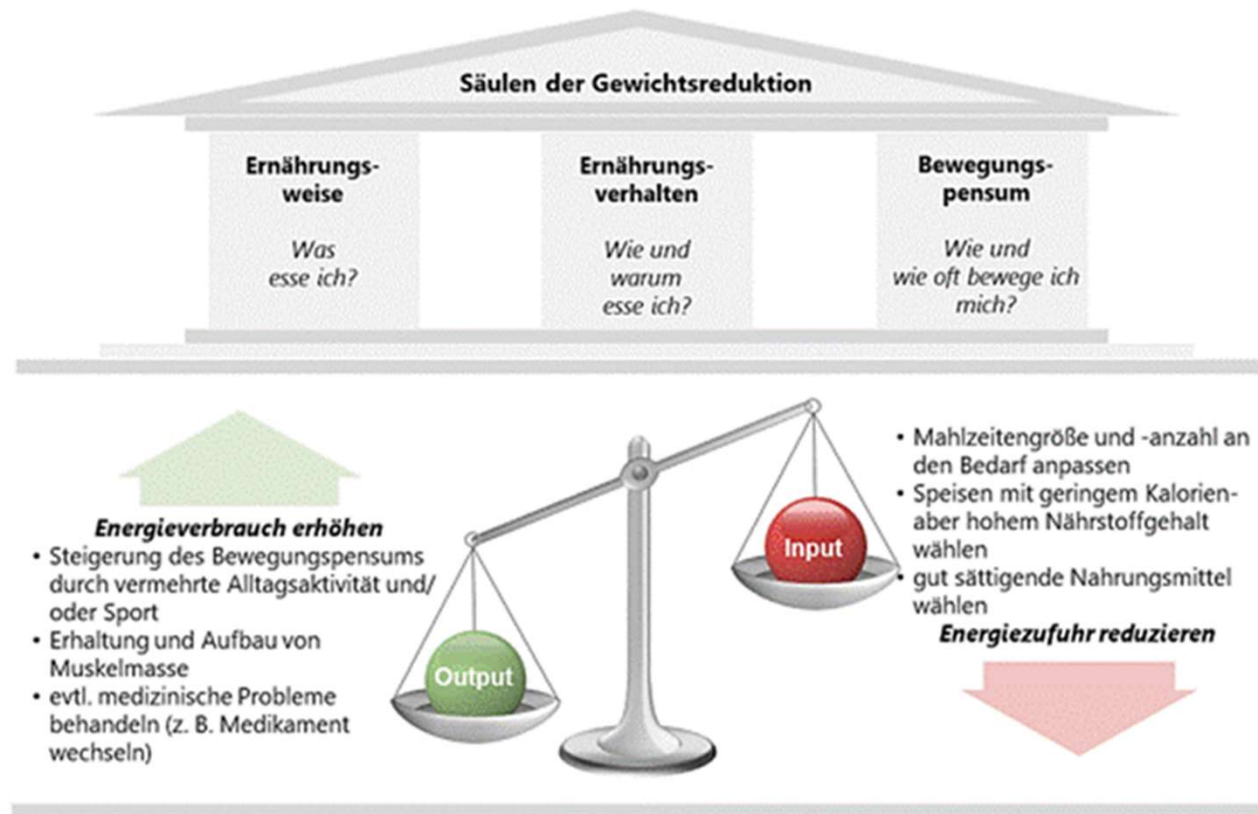 Säulen der Gewichtsreduktion
Ernährungs-
weise
Was
esse ich?
Ernährungs-
verhalten
Wie und
warum
esse ich?
Bewegungs-
pensum
Wie und
wie oft bewege ich
mich?
Energieverbrauch erhöhen
• Steigerung des Bewegungspensums
durch vermehrte Alltagsaktivität und/
oder Sport
• Erhaltung und Aufbau von
Muskelmasse
• evtl. medizinische Probleme
behandeln (z. B. Medikament
wechseln)
Output
Input
• Mahlzeitengröße und -anzahl an
den Bedarf anpassen
• Speisen mit geringem Kalorien-
aber hohem Nährstoffgehalt
wählen
• gut sättigende Nahrungsmittel
wählen
Energiezufuhr reduzieren